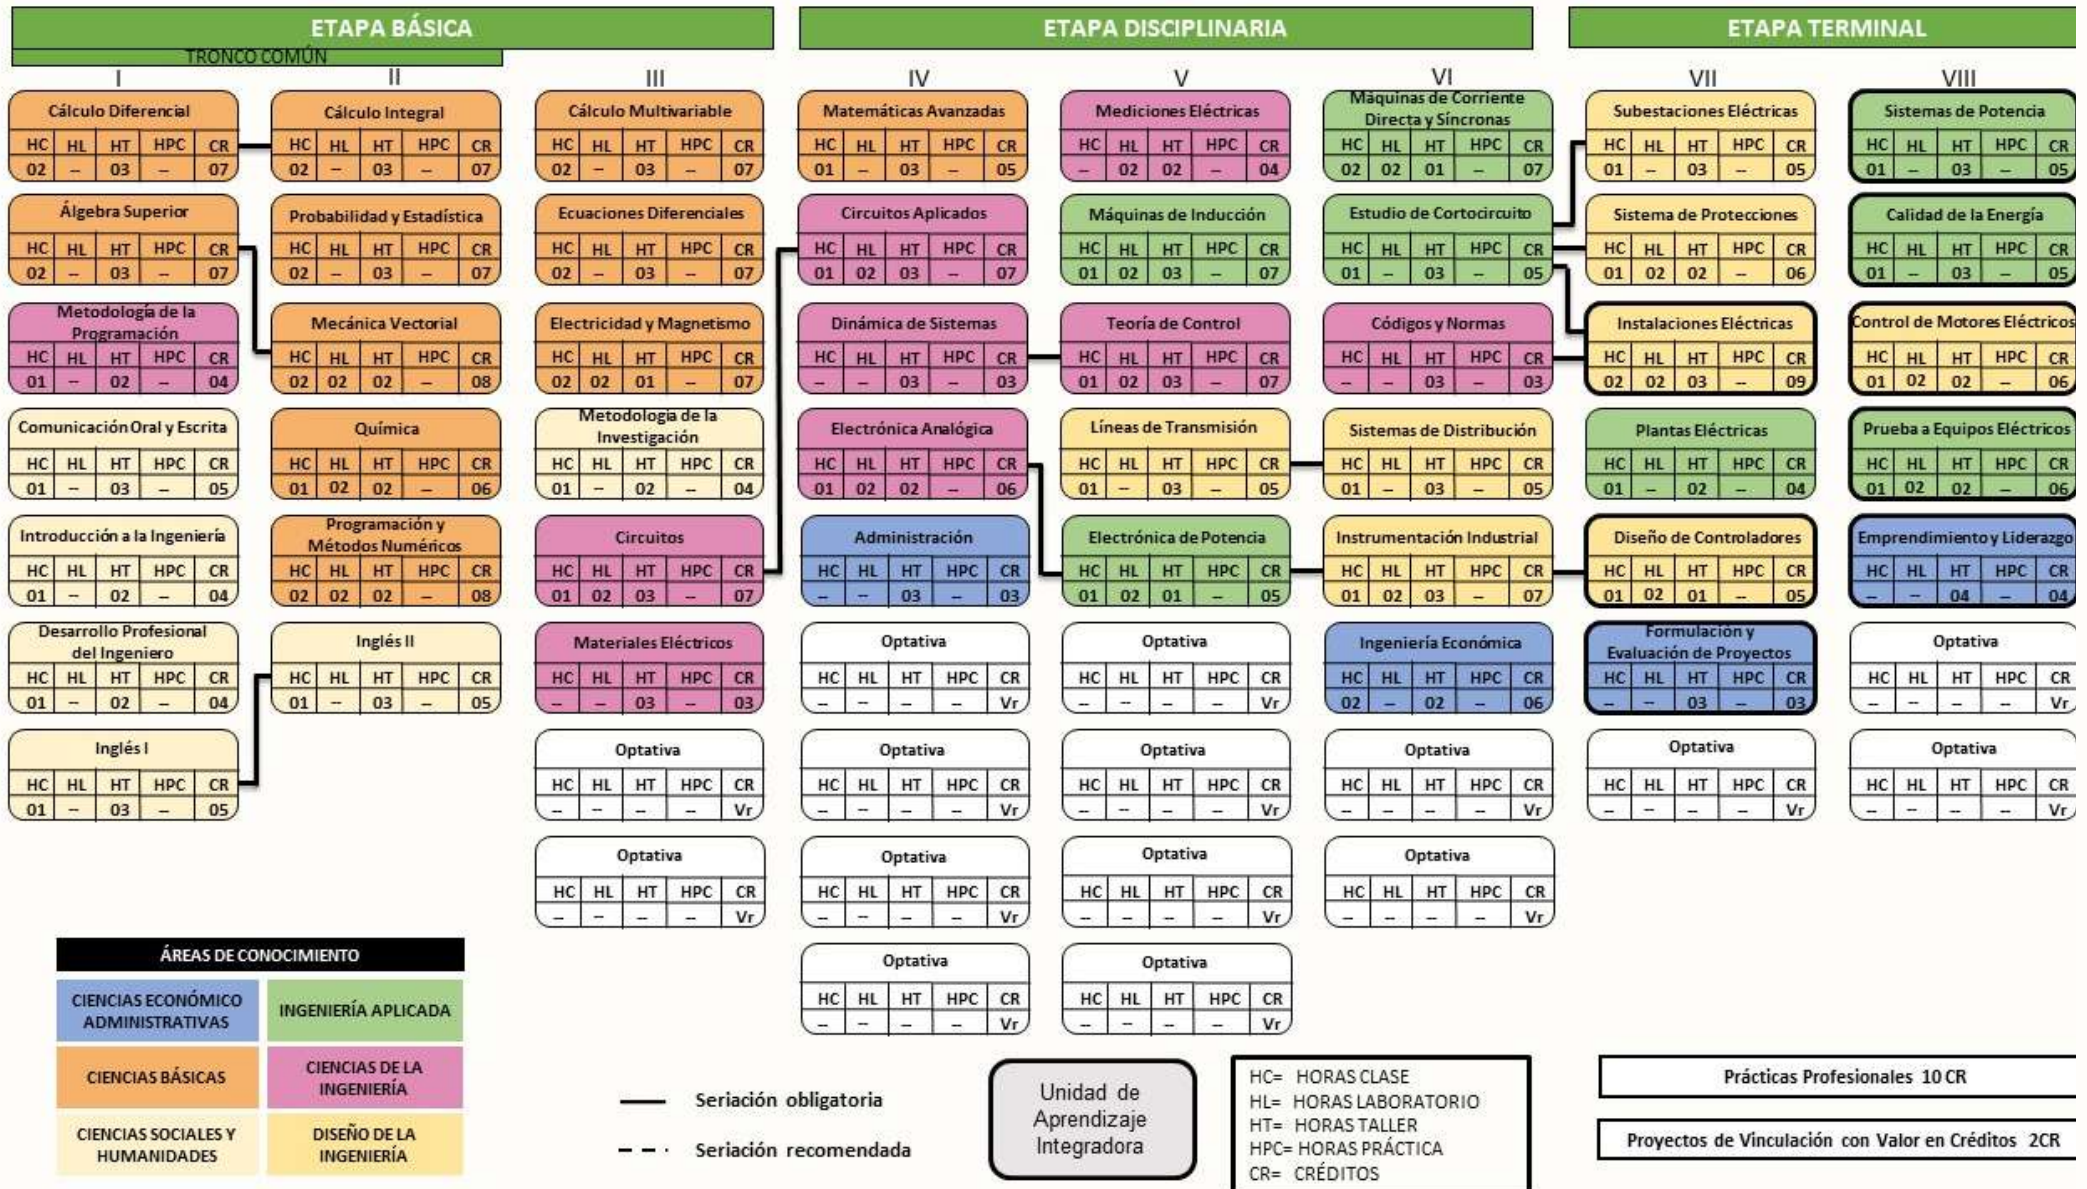 ETAPA BÁSICA
ETAPA DISCIPLINARIA
ETAPA TERMINAL
TRONCO COMÚN
I
II
III
IV
V
VI
VII
VIII
Cálculo Diferencial
HC HL HT HPC CR
02 -- 03 -- 07
Álgebra Superior
HC HL HT HPC CR
02 -- 03 -- 07
Metodología de la
Programación
HC HL HT HPC CR
01 -- 02 -- 04
Comunicación Oral y Escrita
HC HL HT HPC CR
01 -- 03 -- 05
Introducción a la Ingeniería
HC HL HT HPC CR
01 -- 02 -- 04
Desarrollo Profesional
del Ingeniero
HC HL HT HPC CR
01 -- 02 -- 04
Inglés I
HC HL HT HPC CR
01 -- 03 -- 05
Cálculo Integral
HC HL HT HPC CR
02 -- 03 -- 07
Probabilidad y Estadística
HC HL HT HPC CR
02 -- 03 -- 07
Mecánica Vectorial
HC HL HT HPC CR
02 02 02 -- 08
Química
HC HL HT HPC CR
01 02 02 -- 06
Programación y
Métodos Numéricos
HC HL HT HPC CR
02 02 02 -- 08
Inglés II
HC HL HT HPC CR
01 -- 03 -- 05
Cálculo Multivariable
HC HL HT HPC CR
02 -- 03 -- 07
Ecuaciones Diferenciales
HC HL HT HPC CR
02 -- 03 -- 07
Electricidad y Magnetismo
HC HL HT HPC CR
02 02 01 -- 07
Metodología de la
Investigación
HC HL HT HPC CR
01 -- 02 -- 04
Circuitos
HC HL HT HPC CR
01 02 03 -- 07
Materiales Eléctricos
HC HL HT HPC CR
-- -- 03 -- 03
Optativa
HC HL HT HPC CR
-- -- -- -- Vr
Optativa
HC HL HT HPC CR
-- -- -- -- Vr
Matemáticas Avanzadas
HC HL HT HPC CR
01 -- 03 -- 05
Circuitos Aplicados
HC HL HT HPC CR
01 02 03 -- 07
Dinámica de Sistemas
HC HL HT HPC CR
-- -- 03 -- 03
Electrónica Analógica
HC HL HT HPC CR
01 02 02 -- 06
Administración
HC HL HT HPC CR
-- -- 03 -- 03
Optativa
HC HL HT HPC CR
-- -- -- -- Vr
Optativa
HC HL HT HPC CR
-- -- -- -- Vr
Optativa
HC HL HT HPC CR
-- -- -- -- Vr
Optativa
HC HL HT HPC CR
-- -- -- -- Vr
Mediciones Eléctricas
HC HL HT HPC CR
-- 02 02 -- 04
Máquinas de Inducción
HC HL HT HPC CR
01 02 03 -- 07
Teoría de Control
HC HL HT HPC CR
01 02 03 -- 07
Líneas de Transmisión
HC HL HT HPC CR
01 -- 03 -- 05
Electrónica de Potencia
HC HL HT HPC CR
01 02 01 -- 05
Optativa
HC HL HT HPC CR
-- -- -- -- Vr
Optativa
HC HL HT HPC CR
-- -- -- -- Vr
Optativa
HC HL HT HPC CR
-- -- -- -- Vr
Optativa
HC HL HT HPC CR
-- -- -- -- Vr
Máquinas de Corriente
Directa y Síncronas
HC HL HT HPC CR
02 02 01 -- 07
Estudio de Cortocircuito
HC HL HT HPC CR
01 -- 03 -- 05
Códigos y Normas
HC HL HT HPC CR
-- -- 03 -- 03
Sistemas de Distribución
HC HL HT HPC CR
01 -- 03 -- 05
Instrumentación Industrial
HC HL HT HPC CR
01 02 03 -- 07
Ingeniería Económica
HC HL HT HPC CR
02 -- 02 -- 06
Optativa
HC HL HT HPC CR
-- -- -- -- Vr
Optativa
HC HL HT HPC CR
-- -- -- -- Vr
Subestaciones Eléctricas
HC HL HT HPC CR
01 -- 03 -- 05
Sistema de Protecciones
HC HL HT HPC CR
01 02 02 -- 06
Instalaciones Eléctricas
HC HL HT HPC CR
02 02 03 -- 09
Plantas Eléctricas
HC HL HT HPC CR
01 -- 02 -- 04
Diseño de Controladores
HC HL HT HPC CR
01 02 01 -- 05
Formulación y
Evaluación de Proyectos
HC HL HT HPC CR
-- -- 03 -- 03
Optativa
HC HL HT HPC CR
-- -- -- -- Vr
Sistemas de Potencia
HC HL HT HPC CR
01 -- 03 -- 05
Calidad de la Energía
HC HL HT HPC CR
01 -- 03 -- 05
Control de Motores Eléctricos
HC HL HT HPC CR
01 02 02 -- 06
Prueba a Equipos Eléctricos
HC HL HT HPC CR
01 02 02 -- 06
Emprendimiento y Liderazgo
HC HL HT HPC CR
-- -- 04 -- 04
Optativa
HC HL HT HPC CR
-- -- -- -- Vr
Optativa
HC HL HT HPC CR
-- -- -- -- Vr
ÁREAS DE CONOCIMIENTO
CIENCIAS ECONÓMICO
ADMINISTRATIVAS
INGENIERÍA APLICADA
CIENCIAS BÁSICAS
CIENCIAS DE LA
INGENIERÍA
CIENCIAS SOCIALES Y
HUMANIDADES
DISEÑO DE LA
INGENIERÍA
Seriación obligatoria
Seriación recomendada
Unidad de
Aprendizaje
Integradora
HC= HORAS CLASE
HL= HORAS LABORATORIO
HT= HORAS TALLER
HPC= HORAS PRÁCTICA
CR= CRÉDITOS
Prácticas Profesionales 10 CR
Proyectos de Vinculación con Valor en Créditos 2CR